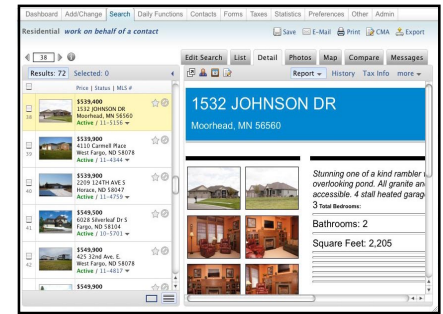 Dashboard Add/Change Search Daily Functions Contacts Forms Taxes Statistics Preferences Other Admin
Residential work on behalf of a contact Save E-Mail Print CMA Export
38
Edit Search List Detail Photos Map Compare Messages
Results: 72 Selected: 0
Report History Tax Info more
Price | Status | MLS #
$539,400
1532 JOHNSON DR
Moorhead, MN 56560
Active / 11-5156
38
$539,900
4110 Carmell Place
West Fargo, ND 58078
Active / 11-4344
39
$539,900
2209 124TH AVE S
Horace, ND 58047
Active / 11-4759
40
$549,500
6028 Silverleaf Dr S
Fargo, ND 58104
Active / 10-5701
41
$549,900
425 32nd Ave. E.
West Fargo, ND 58078
Active / 11-4817
42
$549,900
1532 JOHNSON DR
Moorhead, MN 56560
Stunning one of a kind rambler
overlooking pond. All granite an
accessible. 4 stall heated garag
3 Total Bedrooms:
Bathrooms: 2
Square Feet: 2,205